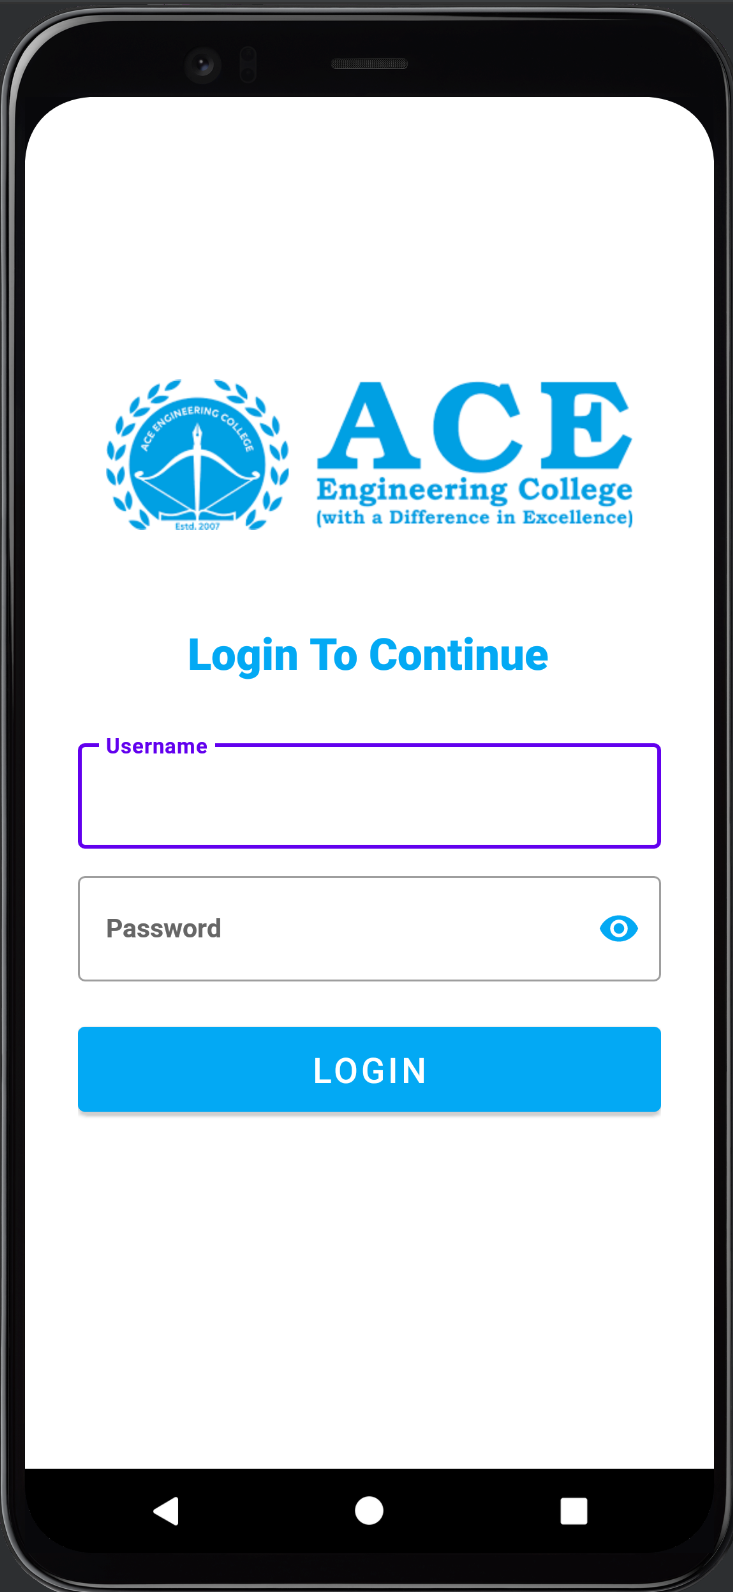 ACE ENGINEERING COLLEGE
Estd. 2007
ACE
Engineering College
(with a Difference in Excellence)
Login To Continue
Username
Password
LOGIN